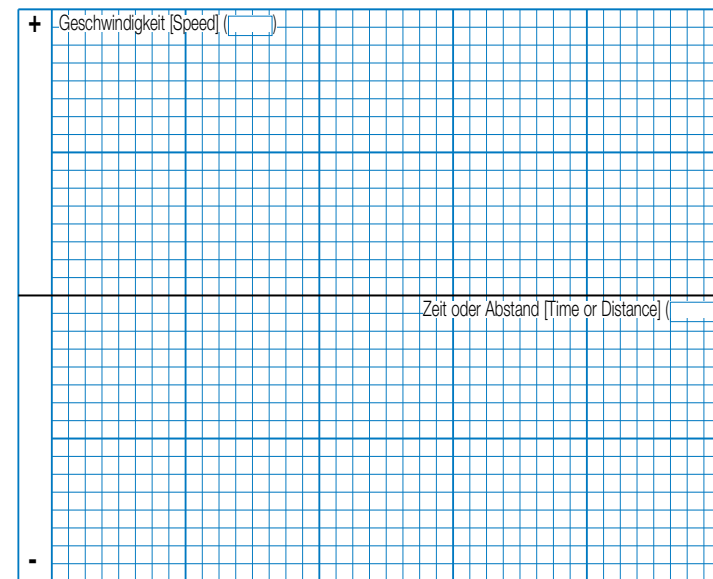 + Geschwindigkeit [Speed] ( )
Zeit oder Abstand [Time or Distance] (
-